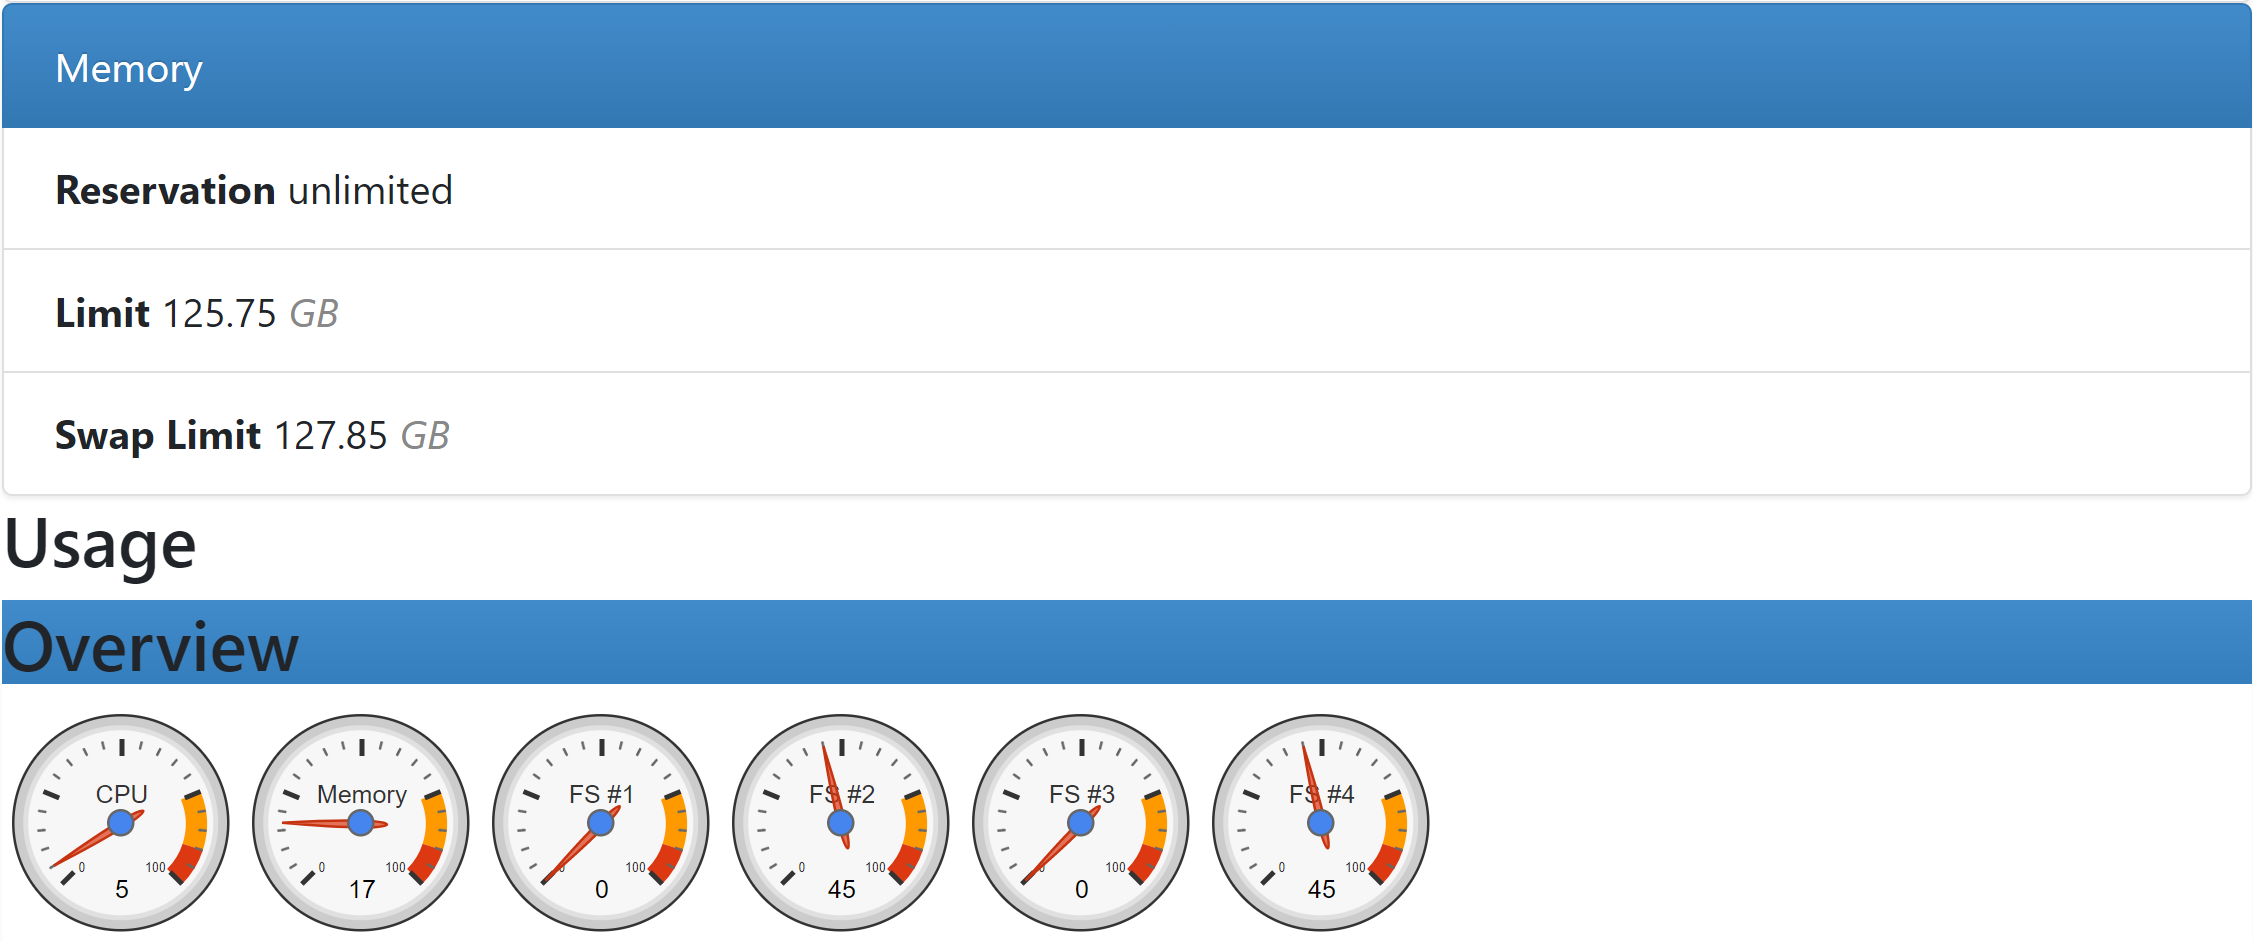 Memory
Reservation unlimited
Limit 125.75 GB
Swap Limit 127.85 GB
Usage
Overview
CPU
0 100
5
Memory
0 100
17
FS #1
0 100
0
FS #2
0 100
45
FS #3
0 100
0
FS #4
0 100
45